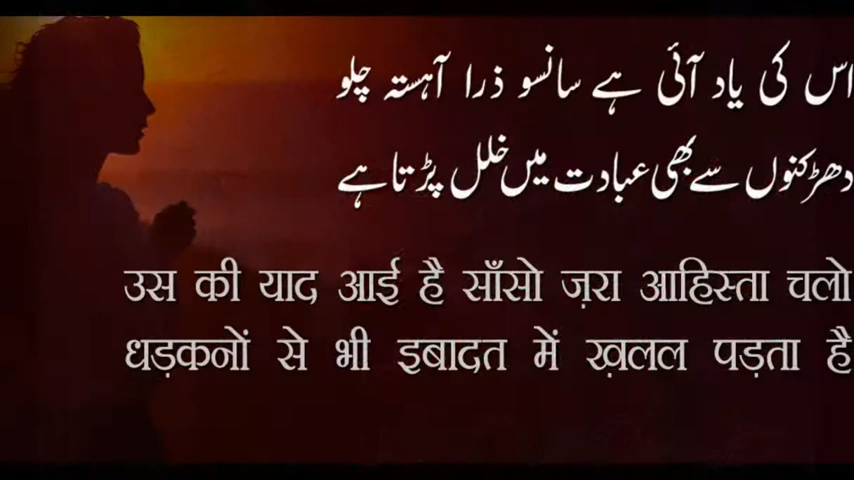 اس کی یاد آئی ہے سانسو ذرا آہستہ چلو
دھڑکنوں سے بھی عبادت میں خلل پڑتا ہے
उस की याद आई है साँसो ज़रा आहिस्ता चलो
धड़कनों से भी इबादत में ख़लल पड़ता है